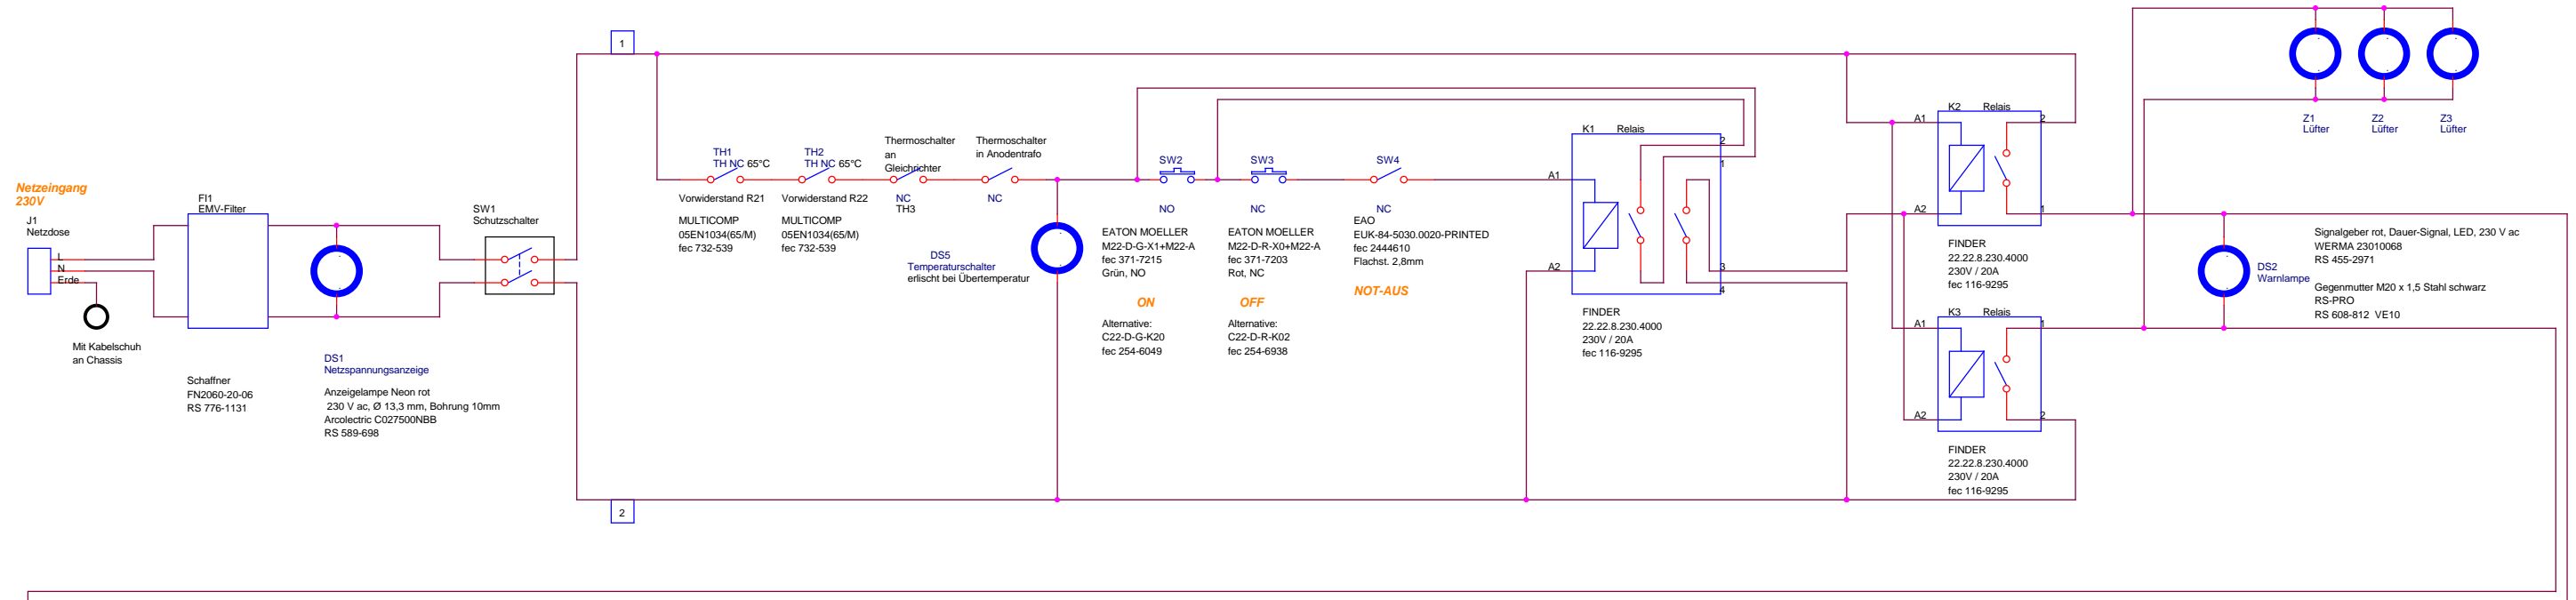 Netzeingang
230V
J1
Netzdose
L
N
Erde
Mit Kabelschuh
an Chassis
FI1
EMV-Filter
Schaffner
FN2060-20-06
RS 776-1131
DS1
Netzspannungsanzeige
Anzeigelampe Neon rot
230 V ac, Ø 13,3 mm, Bohrung 10mm
Arcolectric C027500NBB
RS 589-698
SW1
Schutzschalter
1
2
TH1
TH NC 65°C
Vorwiderstand R21
MULTICOMP
05EN1034(65/M)
fec 732-539
TH2
TH NC 65°C
Vorwiderstand R22
MULTICOMP
05EN1034(65/M)
fec 732-539
Thermoschalter
an
Gleichrichter
NC
TH3
Thermoschalter
in Anodentrafo
NC
DS5
Temperaturschalter
erlischt bei Übertemperatur
SW2
NO
EATON MOELLER
M22-D-G-X1+M22-A
fec 371-7215
Grün, NO
ON
Alternative:
C22-D-G-K20
fec 254-6049
SW3
NC
EATON MOELLER
M22-D-R-X0+M22-A
fec 371-7203
Rot, NC
OFF
Alternative:
C22-D-R-K02
fec 254-6938
SW4
NC
EAO
EUK-84-5030.0020-PRINTED
fec 2444610
Flachst. 2,8mm
NOT-AUS
K1 Relais
A1
A2
2
1
3
4
FINDER
22.22.8.230.4000
230V / 20A
fec 116-9295
K2 Relais
A1
A2
2
1
FINDER
22.22.8.230.4000
230V / 20A
fec 116-9295
K3 Relais
A1
A2
1
2
FINDER
22.22.8.230.4000
230V / 20A
fec 116-9295
Z1
Lüfter
Z2
Lüfter
Z3
Lüfter
DS2
Warnlampe
Signalgeber rot, Dauer-Signal, LED, 230 V ac
WERMA 23010068
RS 455-2971
Gegenmutter M20 x 1,5 Stahl schwarz
RS-PRO
RS 608-812 VE10